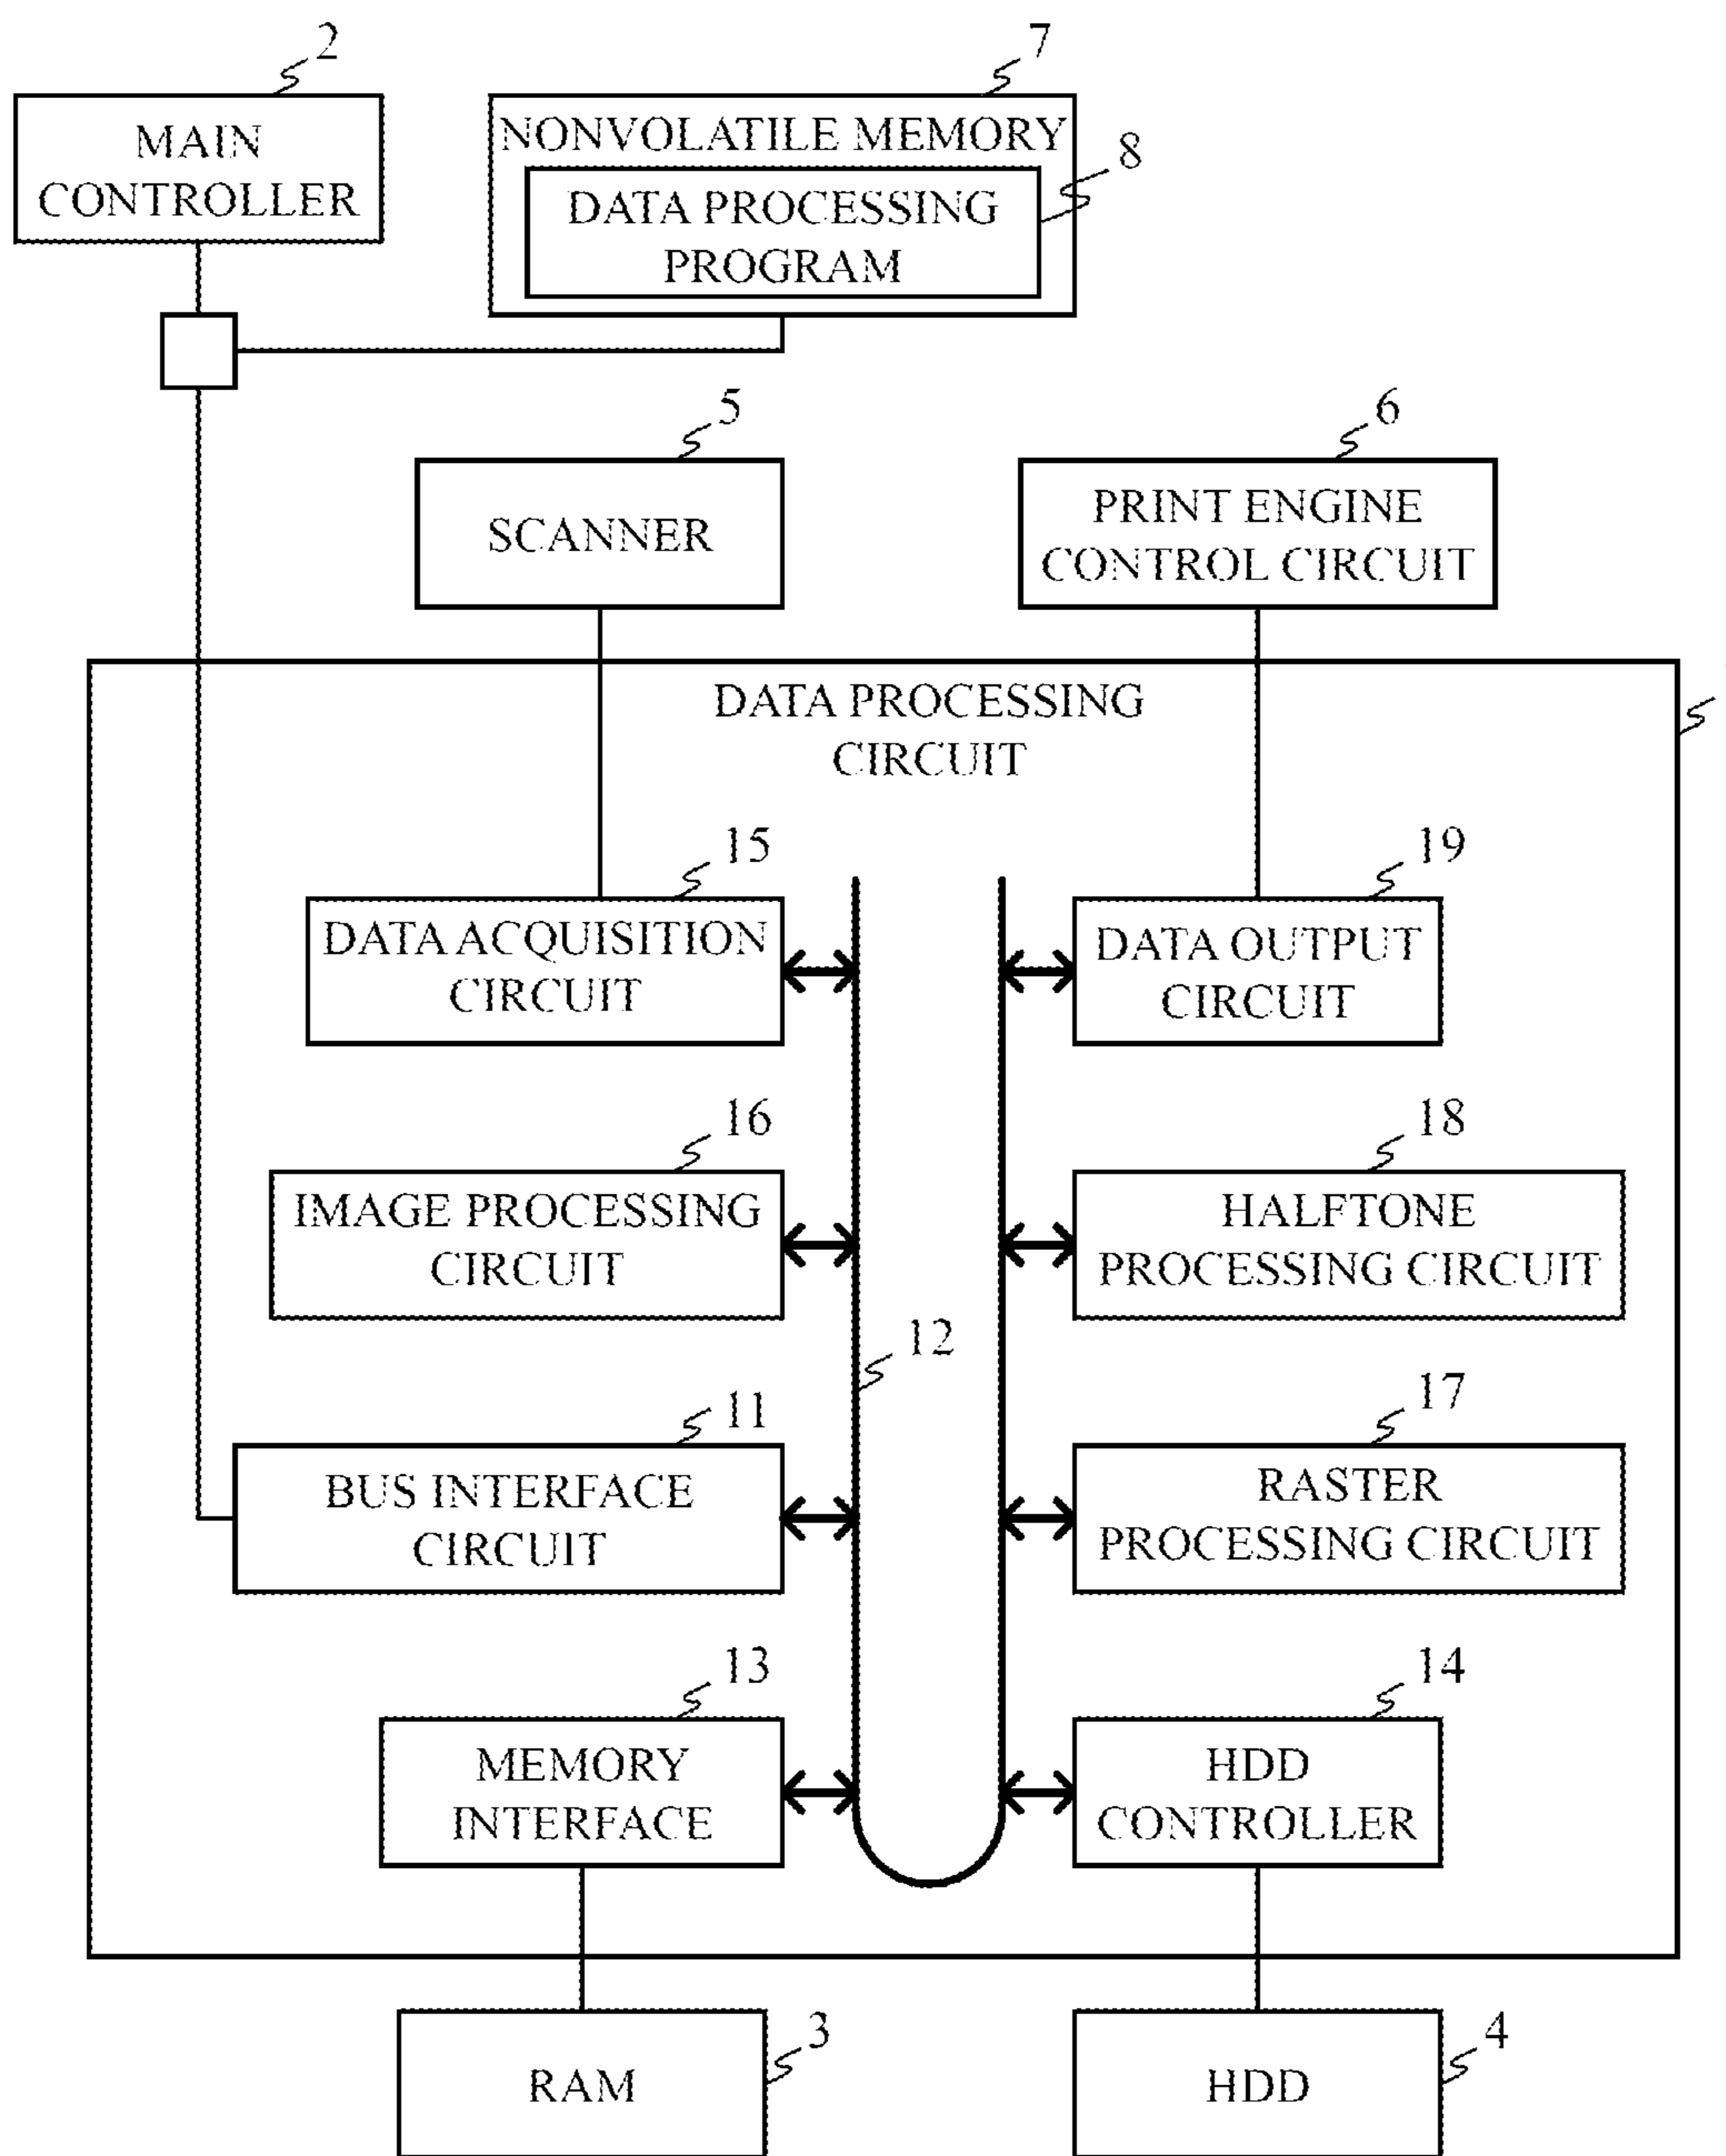 2
7
MAIN
CONTROLLER
NONVOLATILE MEMORY
8
DATA PROCESSING
PROGRAM
5
6
SCANNER
PRINT ENGINE
CONTROL CIRCUIT
DATA PROCESSING
CIRCUIT
15
19
DATA ACQUISITION
CIRCUIT
DATA OUTPUT
CIRCUIT
16
18
IMAGE PROCESSING
CIRCUIT
HALFTONE
PROCESSING CIRCUIT
12
11
17
BUS INTERFACE
CIRCUIT
RASTER
PROCESSING CIRCUIT
13
14
MEMORY
INTERFACE
HDD
CONTROLLER
3
4
RAM
HDD